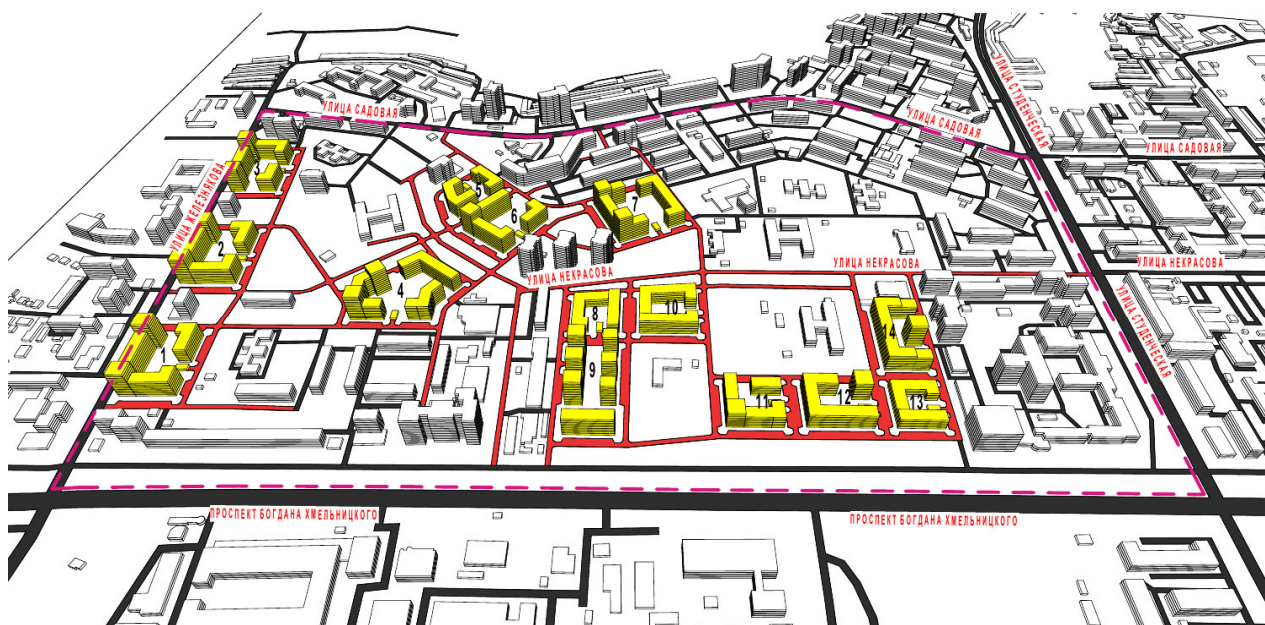 УЛИЦА СТУДЕНЧЕСКАЯ
УЛИЦА САДОВАЯ
УЛИЦА САДОВАЯ
УЛИЦА САДОВАЯ
УЛИЦА ЖЕЛЕЗНЯКОВА
3
5
6
7
2
УЛИЦА НЕКРАСОВА
УЛИЦА НЕКРАСОВА
УЛИЦА НЕКРАСОВА
4
8
10
УЛИЦА СТУДЕНЧЕСКАЯ
14
1
9
11
12
13
ПРОСПЕКТ БОГДАНА ХМЕЛЬНИЦКОГО
ПРОСПЕКТ БОГДАНА ХМЕЛЬНИЦКОГО